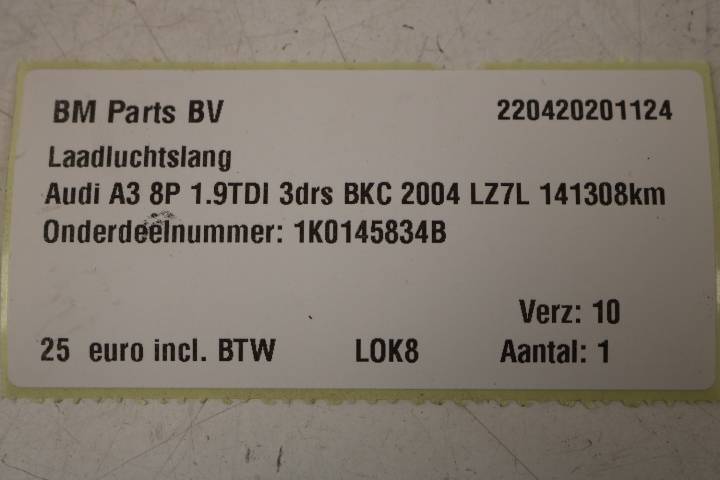 BM Parts BV 220420201124
Laadluchtslang
Audi A3 8P 1.9TDI 3drs BKC 2004 LZ7L 141308km
Onderdeelnummer: 1K0145834B
Verz: 10
25 euro incl. BTW LOK8 Aantal: 1